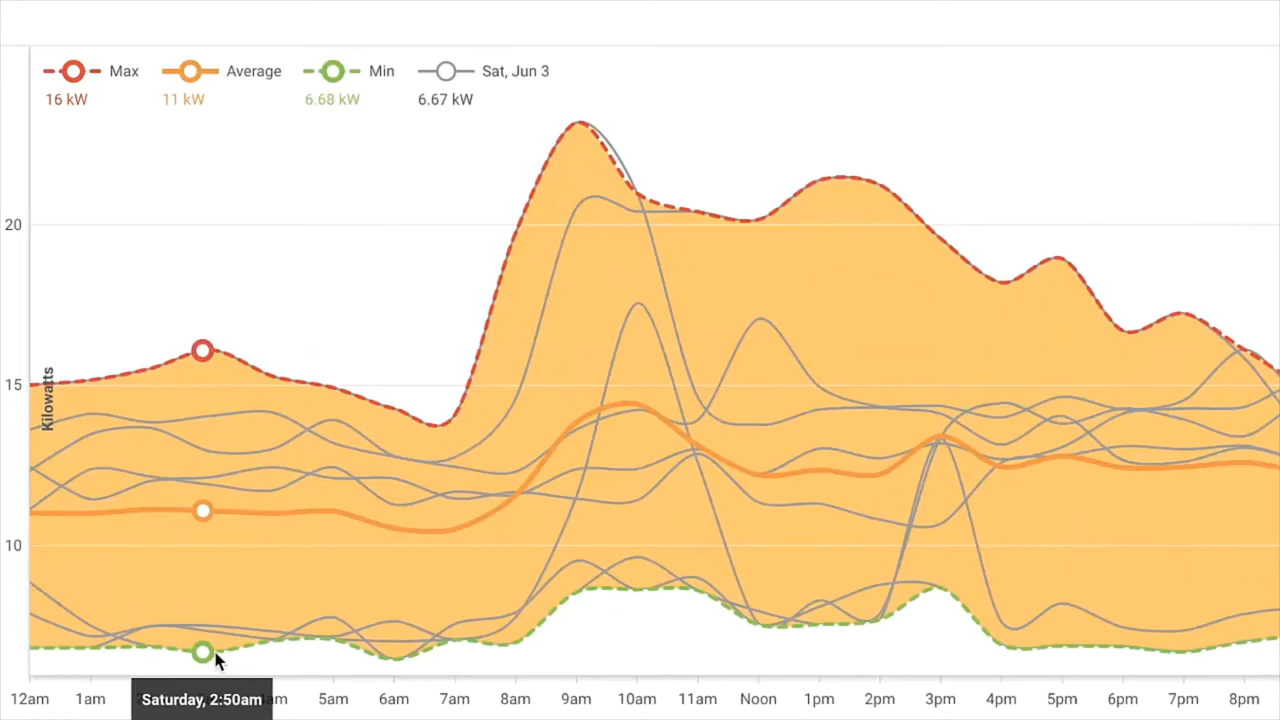 Max Average Min Sat, Jun 3
16 kW 11 kW 6.68 kW 6.67 kW
20
15
Kilowatts
10
12am 1am am 5am 6am 7am 8am 9am 10am 11am Noon 1pm 2pm 3pm 4pm 5pm 6pm 7pm 8pm
Saturday, 2:50am